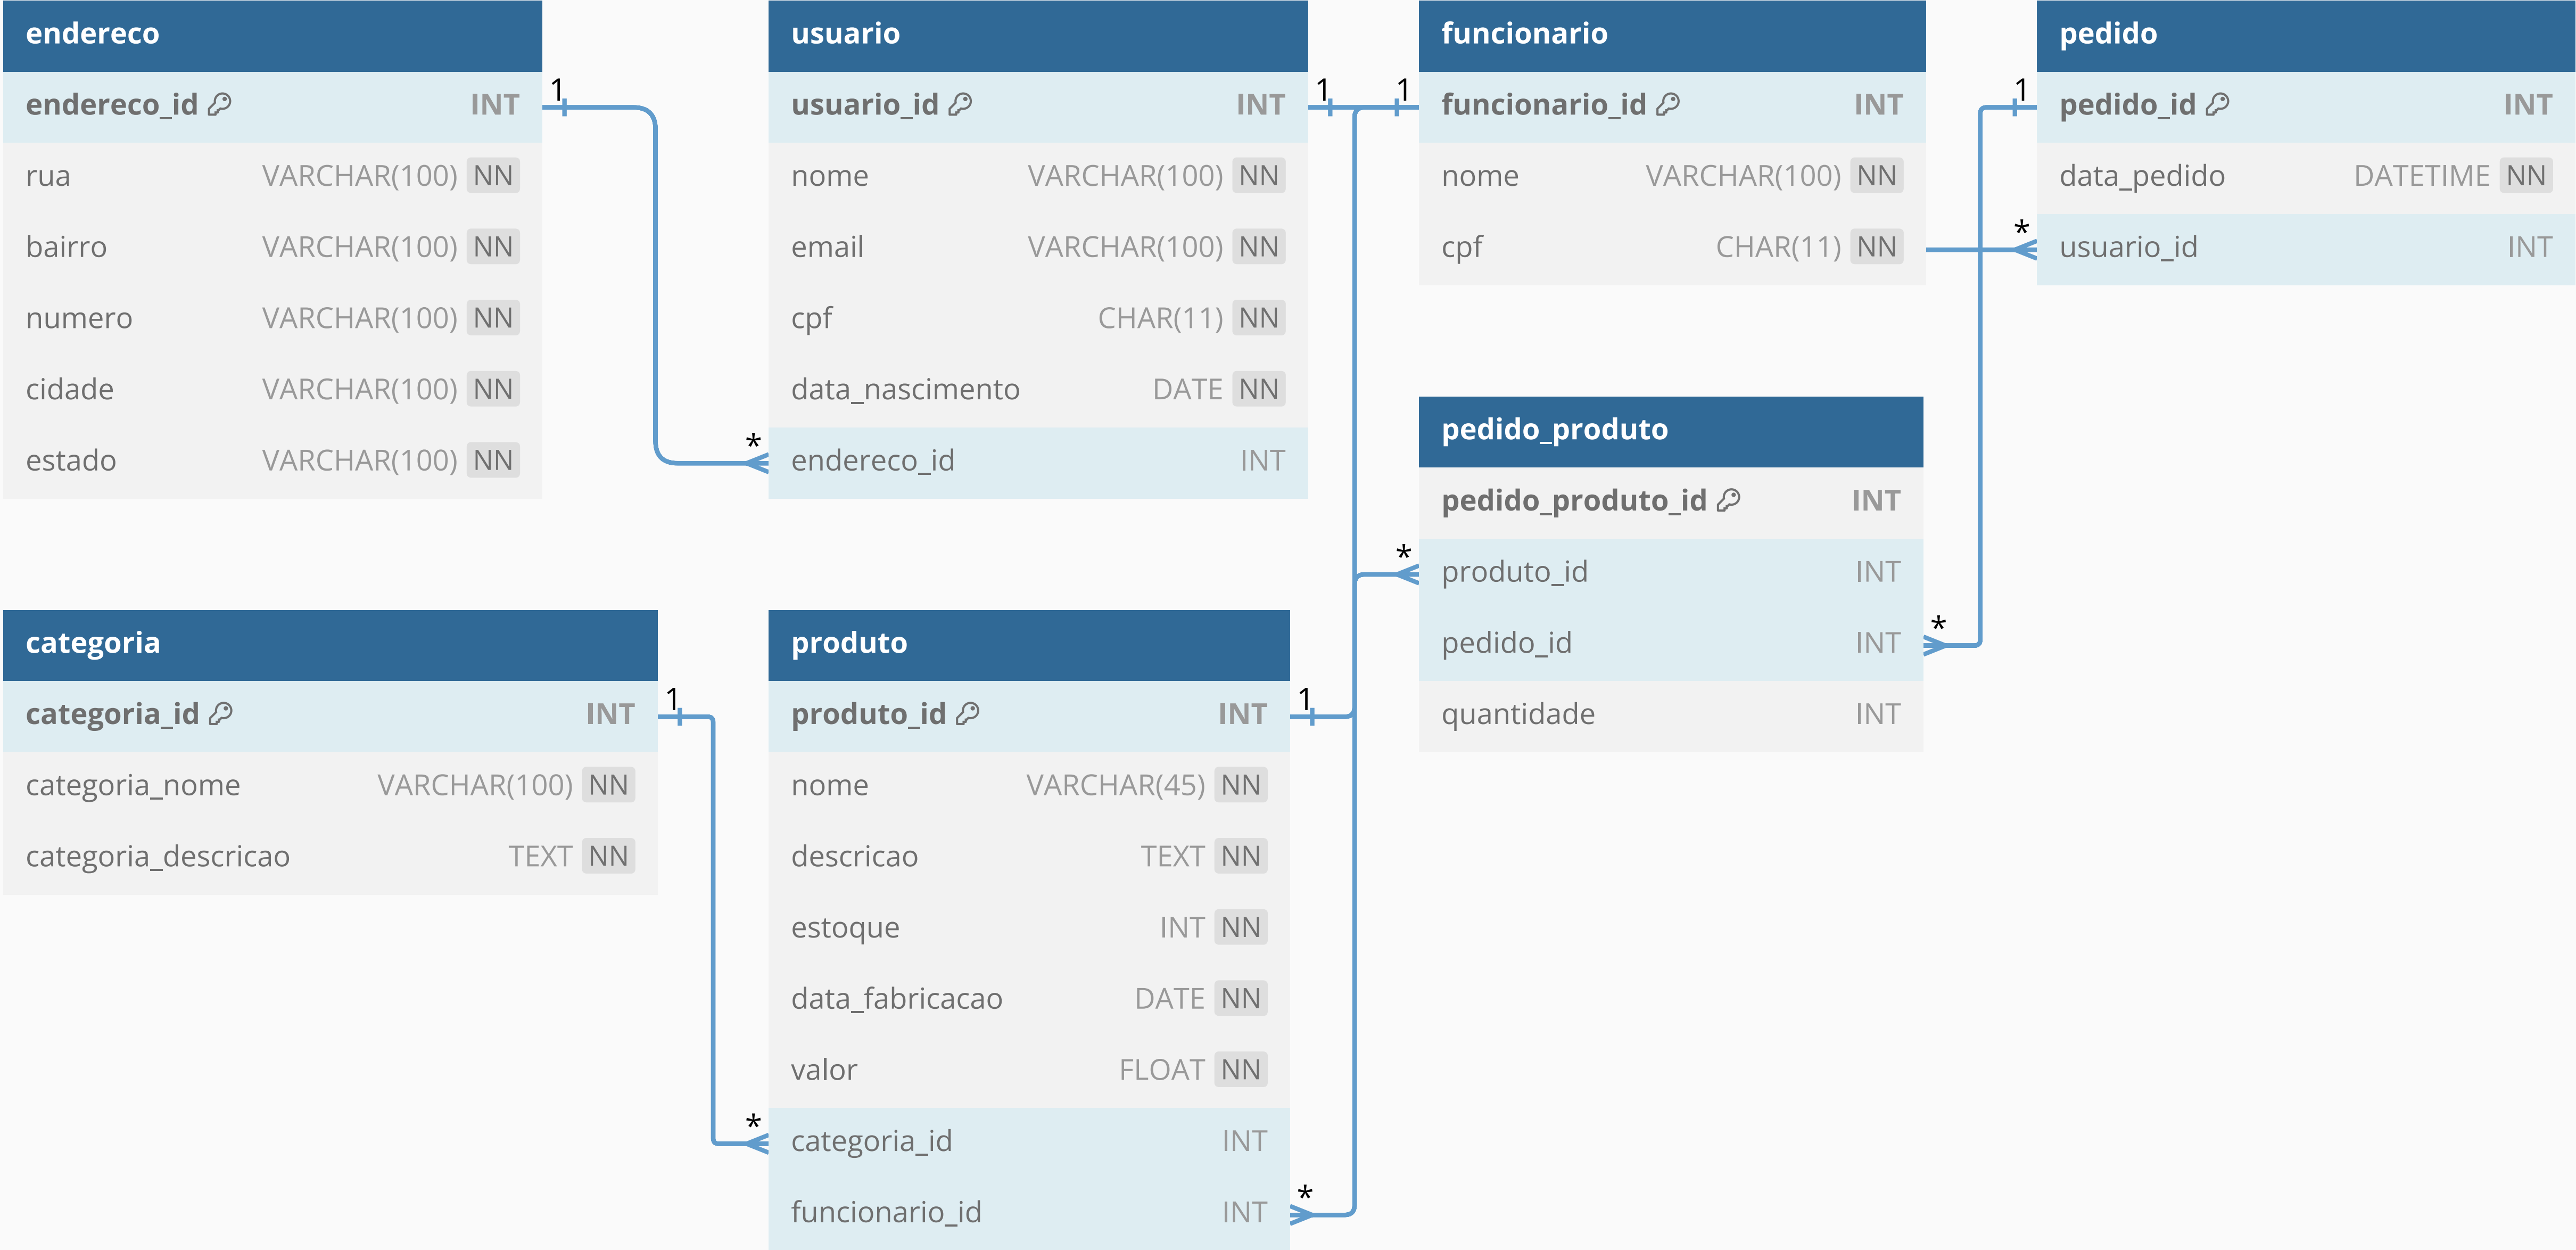 endereco
endereco_id INT
rua VARCHAR(100) NN
bairro VARCHAR(100) NN
numero VARCHAR(100) NN
cidade VARCHAR(100) NN
estado VARCHAR(100) NN
1
*
usuario
usuario_id INT
nome VARCHAR(100) NN
email VARCHAR(100) NN
cpf CHAR(11) NN
data_nascimento DATE NN
endereco_id INT
1
1
funcionario
funcionario_id INT
nome VARCHAR(100) NN
cpf CHAR(11) NN
1
*
pedido
pedido_id INT
data_pedido DATETIME NN
usuario_id INT
*
pedido_produto
pedido_produto_id INT
produto_id INT
pedido_id INT
quantidade INT
*
categoria
categoria_id INT
categoria_nome VARCHAR(100) NN
categoria_descricao TEXT NN
1
*
produto
produto_id INT
nome VARCHAR(45) NN
descricao TEXT NN
estoque INT NN
data_fabricacao DATE NN
valor FLOAT NN
categoria_id INT
funcionario_id INT
1
*